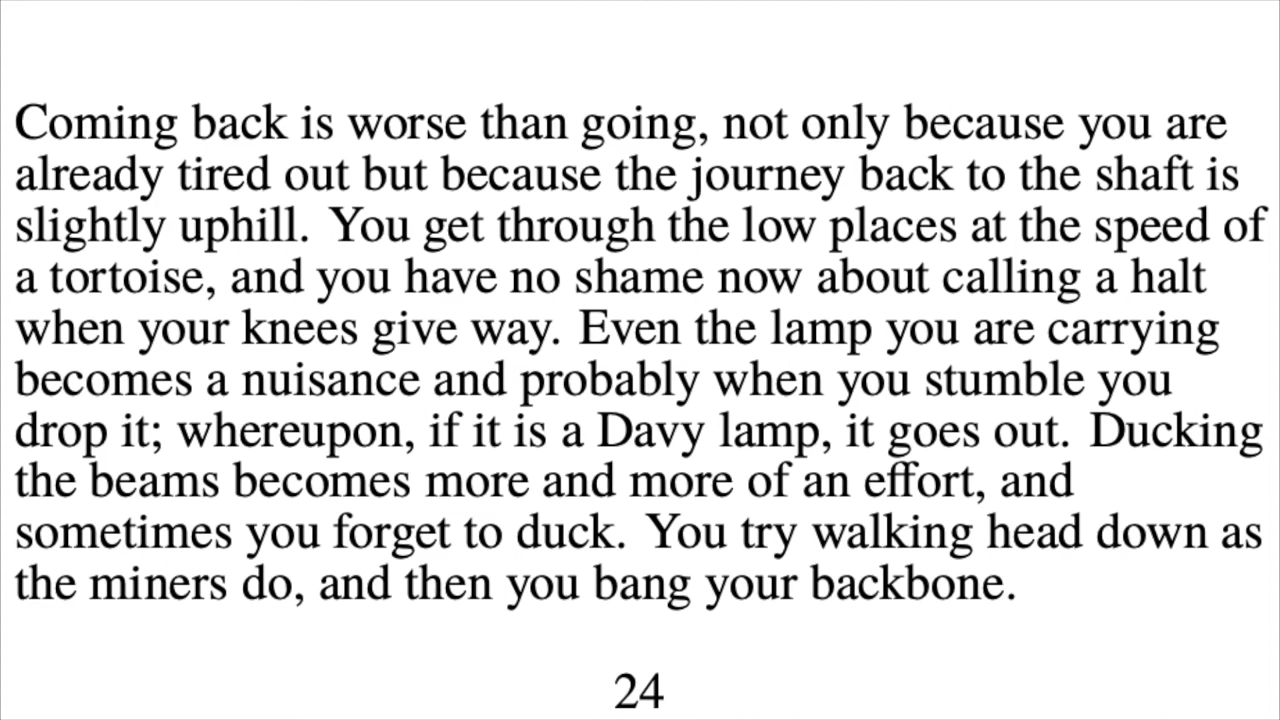 Coming back is worse than going, not only because you are
already tired out but because the journey back to the shaft is
slightly uphill. You get through the low places at the speed of
a tortoise, and you have no shame now about calling a halt
when your knees give way. Even the lamp you are carrying
becomes a nuisance and probably when you stumble you
drop it; whereupon, if it is a Davy lamp, it goes out. Ducking
the beams becomes more and more of an effort, and
sometimes you forget to duck. You try walking head down as
the miners do, and then you bang your backbone.
24